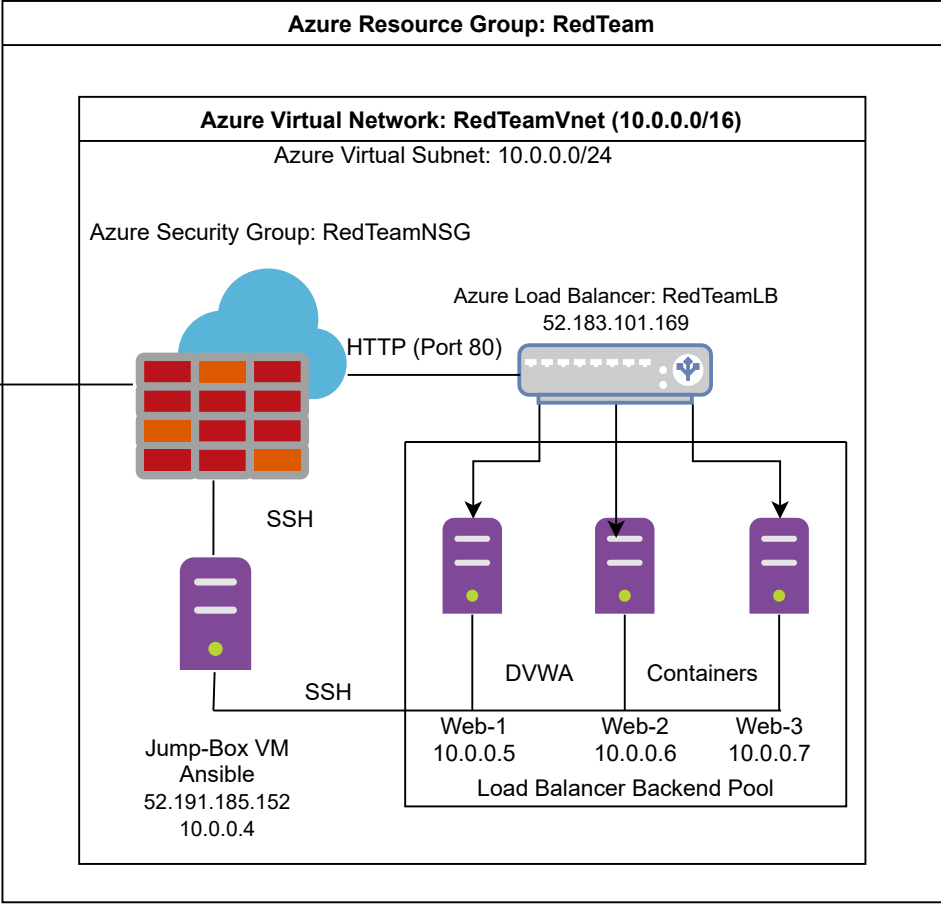 Azure Resource Group: RedTeam
Azure Virtual Network: RedTeamVnet (10.0.0.0/16)
Azure Virtual Subnet: 10.0.0.0/24
Azure Security Group: RedTeamNSG
Azure Load Balancer: RedTeamLB
52.183.101.169
HTTP (Port 80)
SSH
SSH
DVWA
Containers
Jump-Box VM
Ansible
52.191.185.152
10.0.0.4
Web-1
10.0.0.5
Web-2
10.0.0.6
Web-3
10.0.0.7
Load Balancer Backend Pool